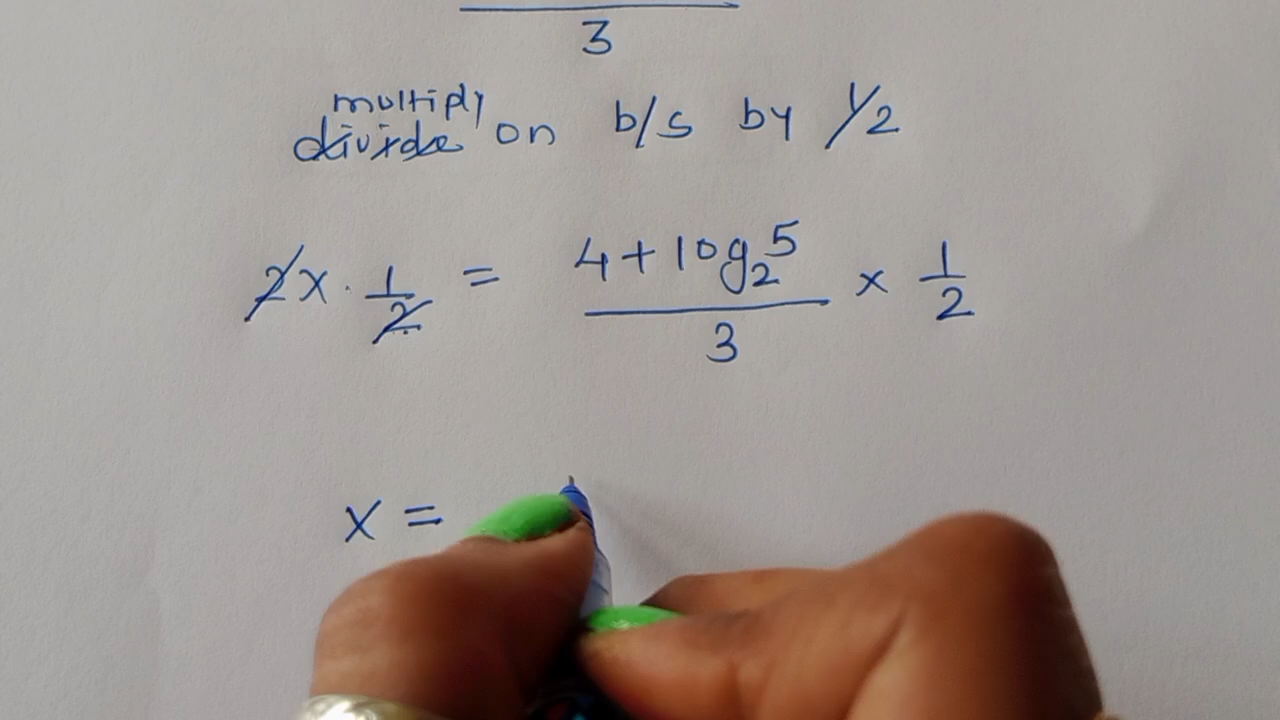 3
multiply
divide on b/s by 1/2
2x · 1/2 = 4+log₂5/3 x 1/2
x =